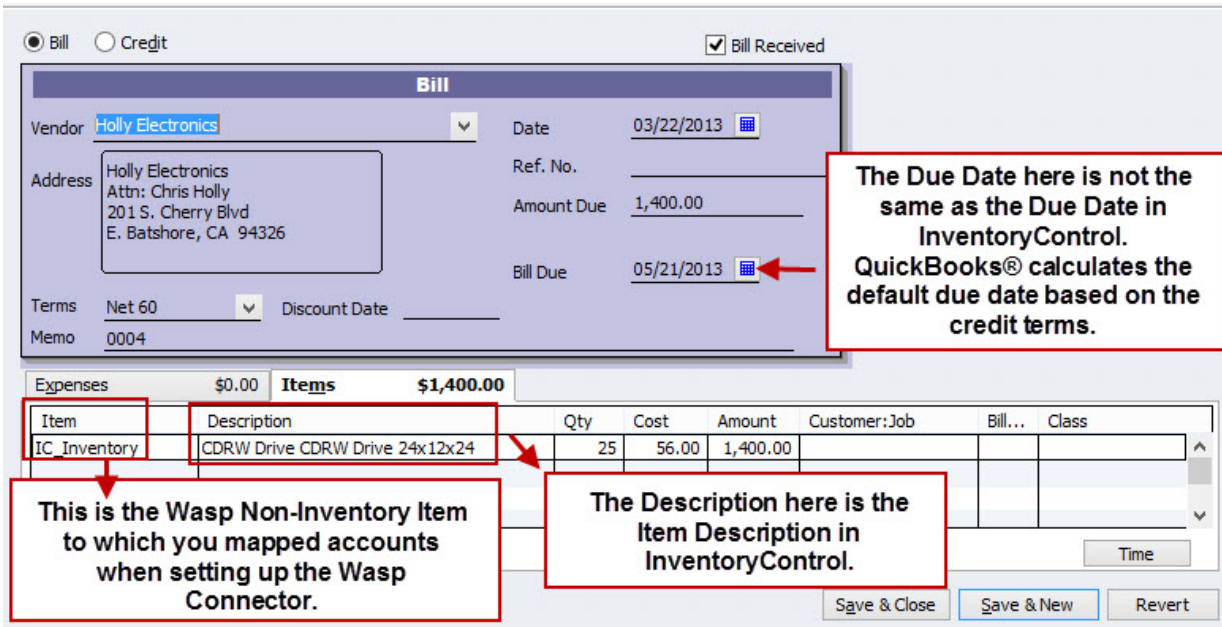 Bill Credit Bill Received
Bill
Vendor Holly Electronics Date 03/22/2013
Address Holly Electronics
Attn: Chris Holly
201 S. Cherry Blvd
E. Batshore, CA 94326
Ref. No.
Amount Due 1,400.00
Bill Due 05/21/2013
Terms Net 60 Discount Date
Memo 0004
The Due Date here is not the
same as the Due Date in
InventoryControl.
QuickBooks® calculates the
default due date based on the
credit terms.
Expenses $0.00 Items $1,400.00
Item Description Qty Cost Amount Customer:Job Bill... Class
IC_Inventory CDRW Drive CDRW Drive 24x12x24 25 56.00 1,400.00
This is the Wasp Non-Inventory Item
to which you mapped accounts
when setting up the Wasp
Connector.
The Description here is the
Item Description in
InventoryControl.
Time
Save & Close Save & New Revert